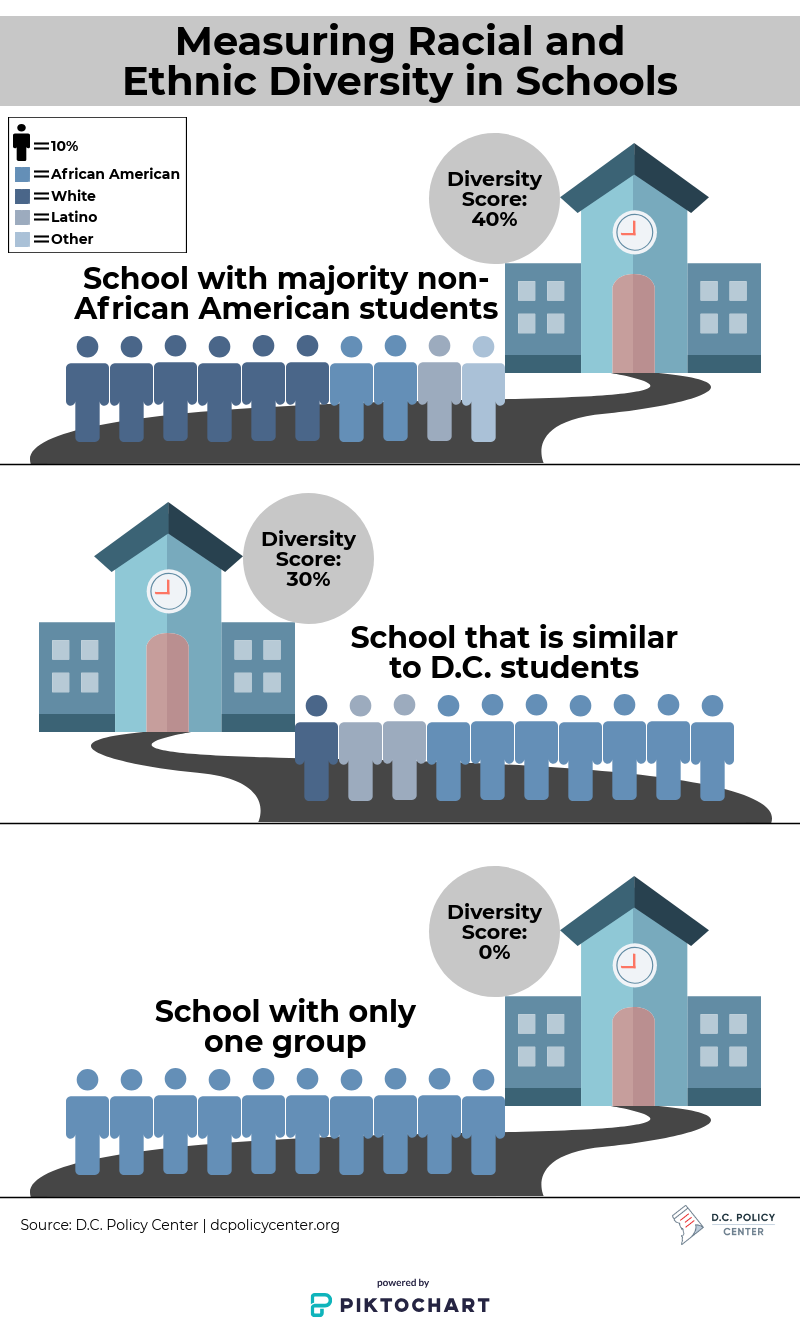 Measuring Racial and
Ethnic Diversity in Schools
=10%
=African American
=White
=Latino
=Other
Diversity
Score:
40%
School with majority non-
African American students
Diversity
Score:
30%
School that is similar
to D.C. students
Diversity
Score:
0%
School with only
one group
Source: D.C. Policy Center | dcpolicycenter.org
D.C. POLICY
CENTER
powered by
PIKTOCHART